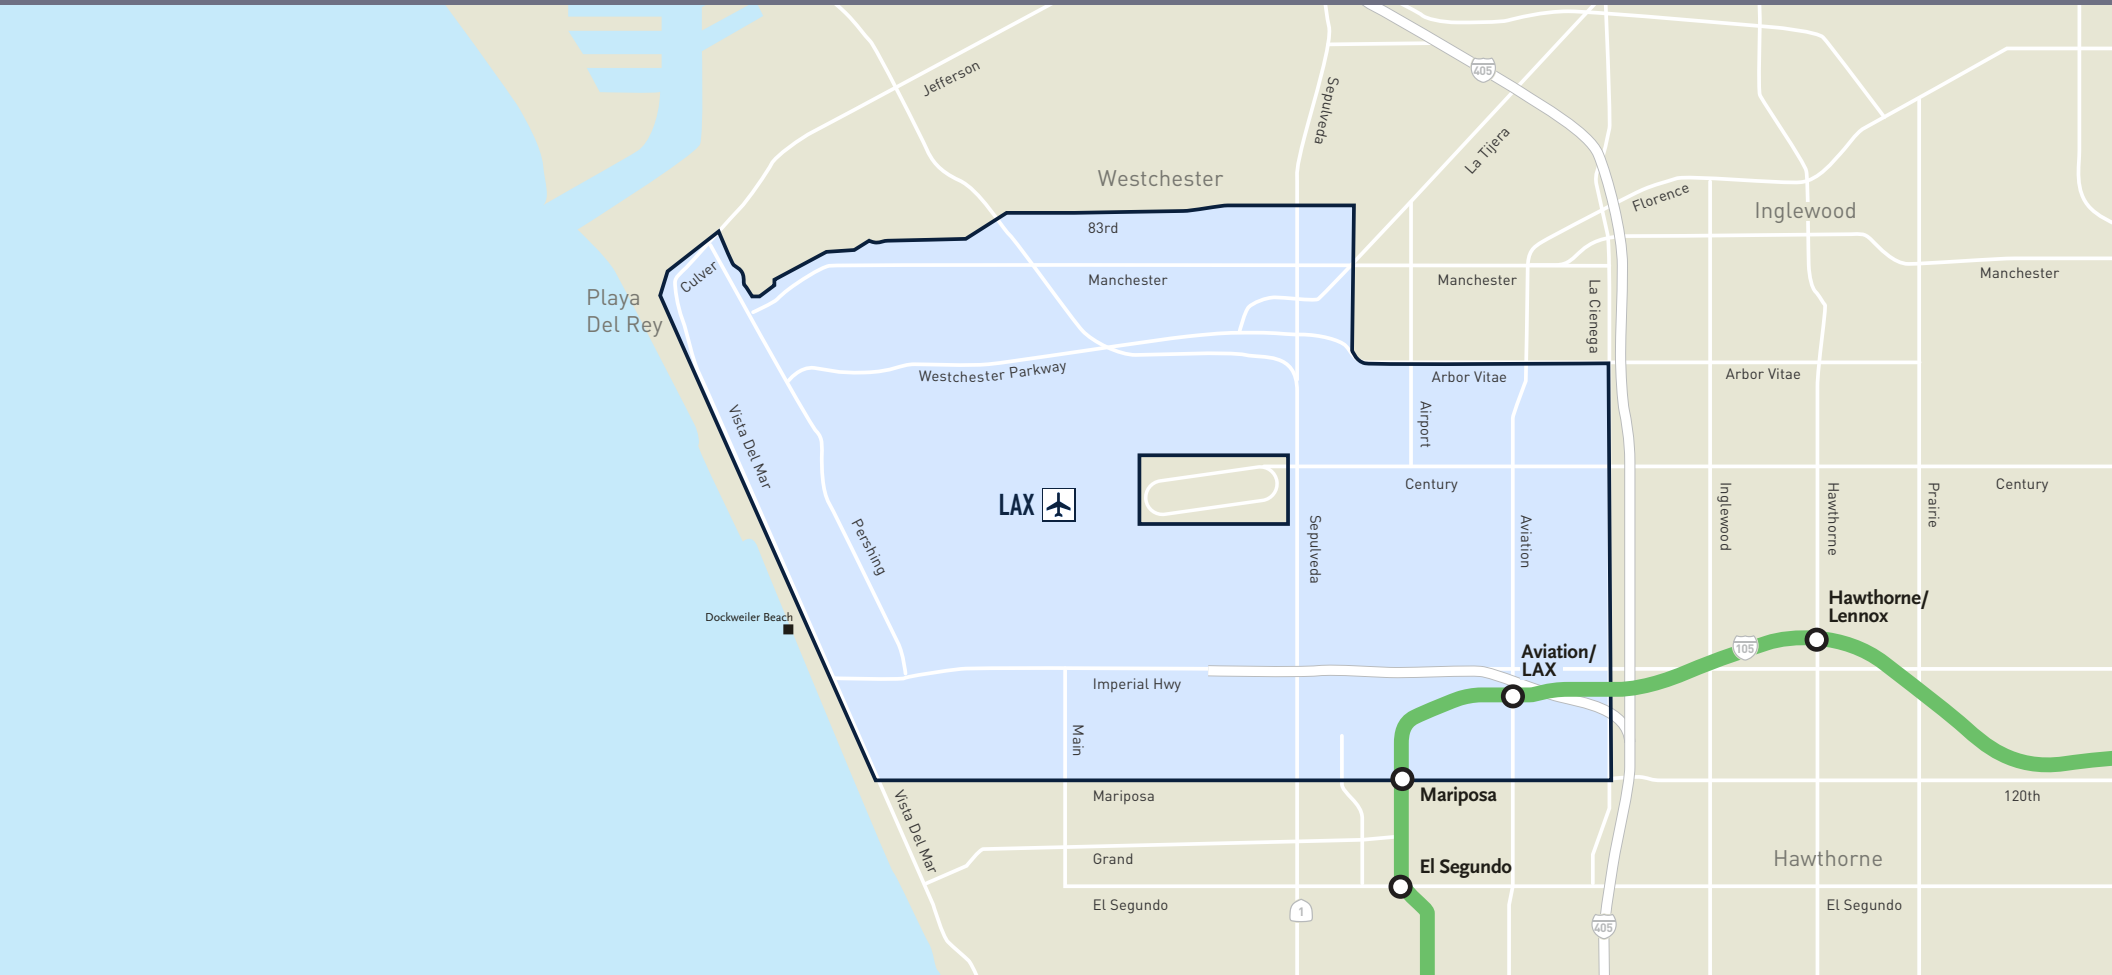 405
Jefferson
Sepulveda
La Tijera
Westchester
Florence
Inglewood
83rd
Culver
Manchester
Manchester
Manchester
La Cienega
Playa
Del Rey
Westchester Parkway
Arbor Vitae
Arbor Vitae
Vista Del Mar
Airport
Century
Century
LAX
Pershing
Sepulveda
Aviation
Inglewood
Hawthorne
Prairie
Dockweiler Beach
Hawthorne/
Lennox
Aviation/
LAX
105
Imperial Hwy
Main
Mariposa
Mariposa
120th
Vista Del Mar
Grand
El Segundo
Hawthorne
El Segundo
1
El Segundo
405